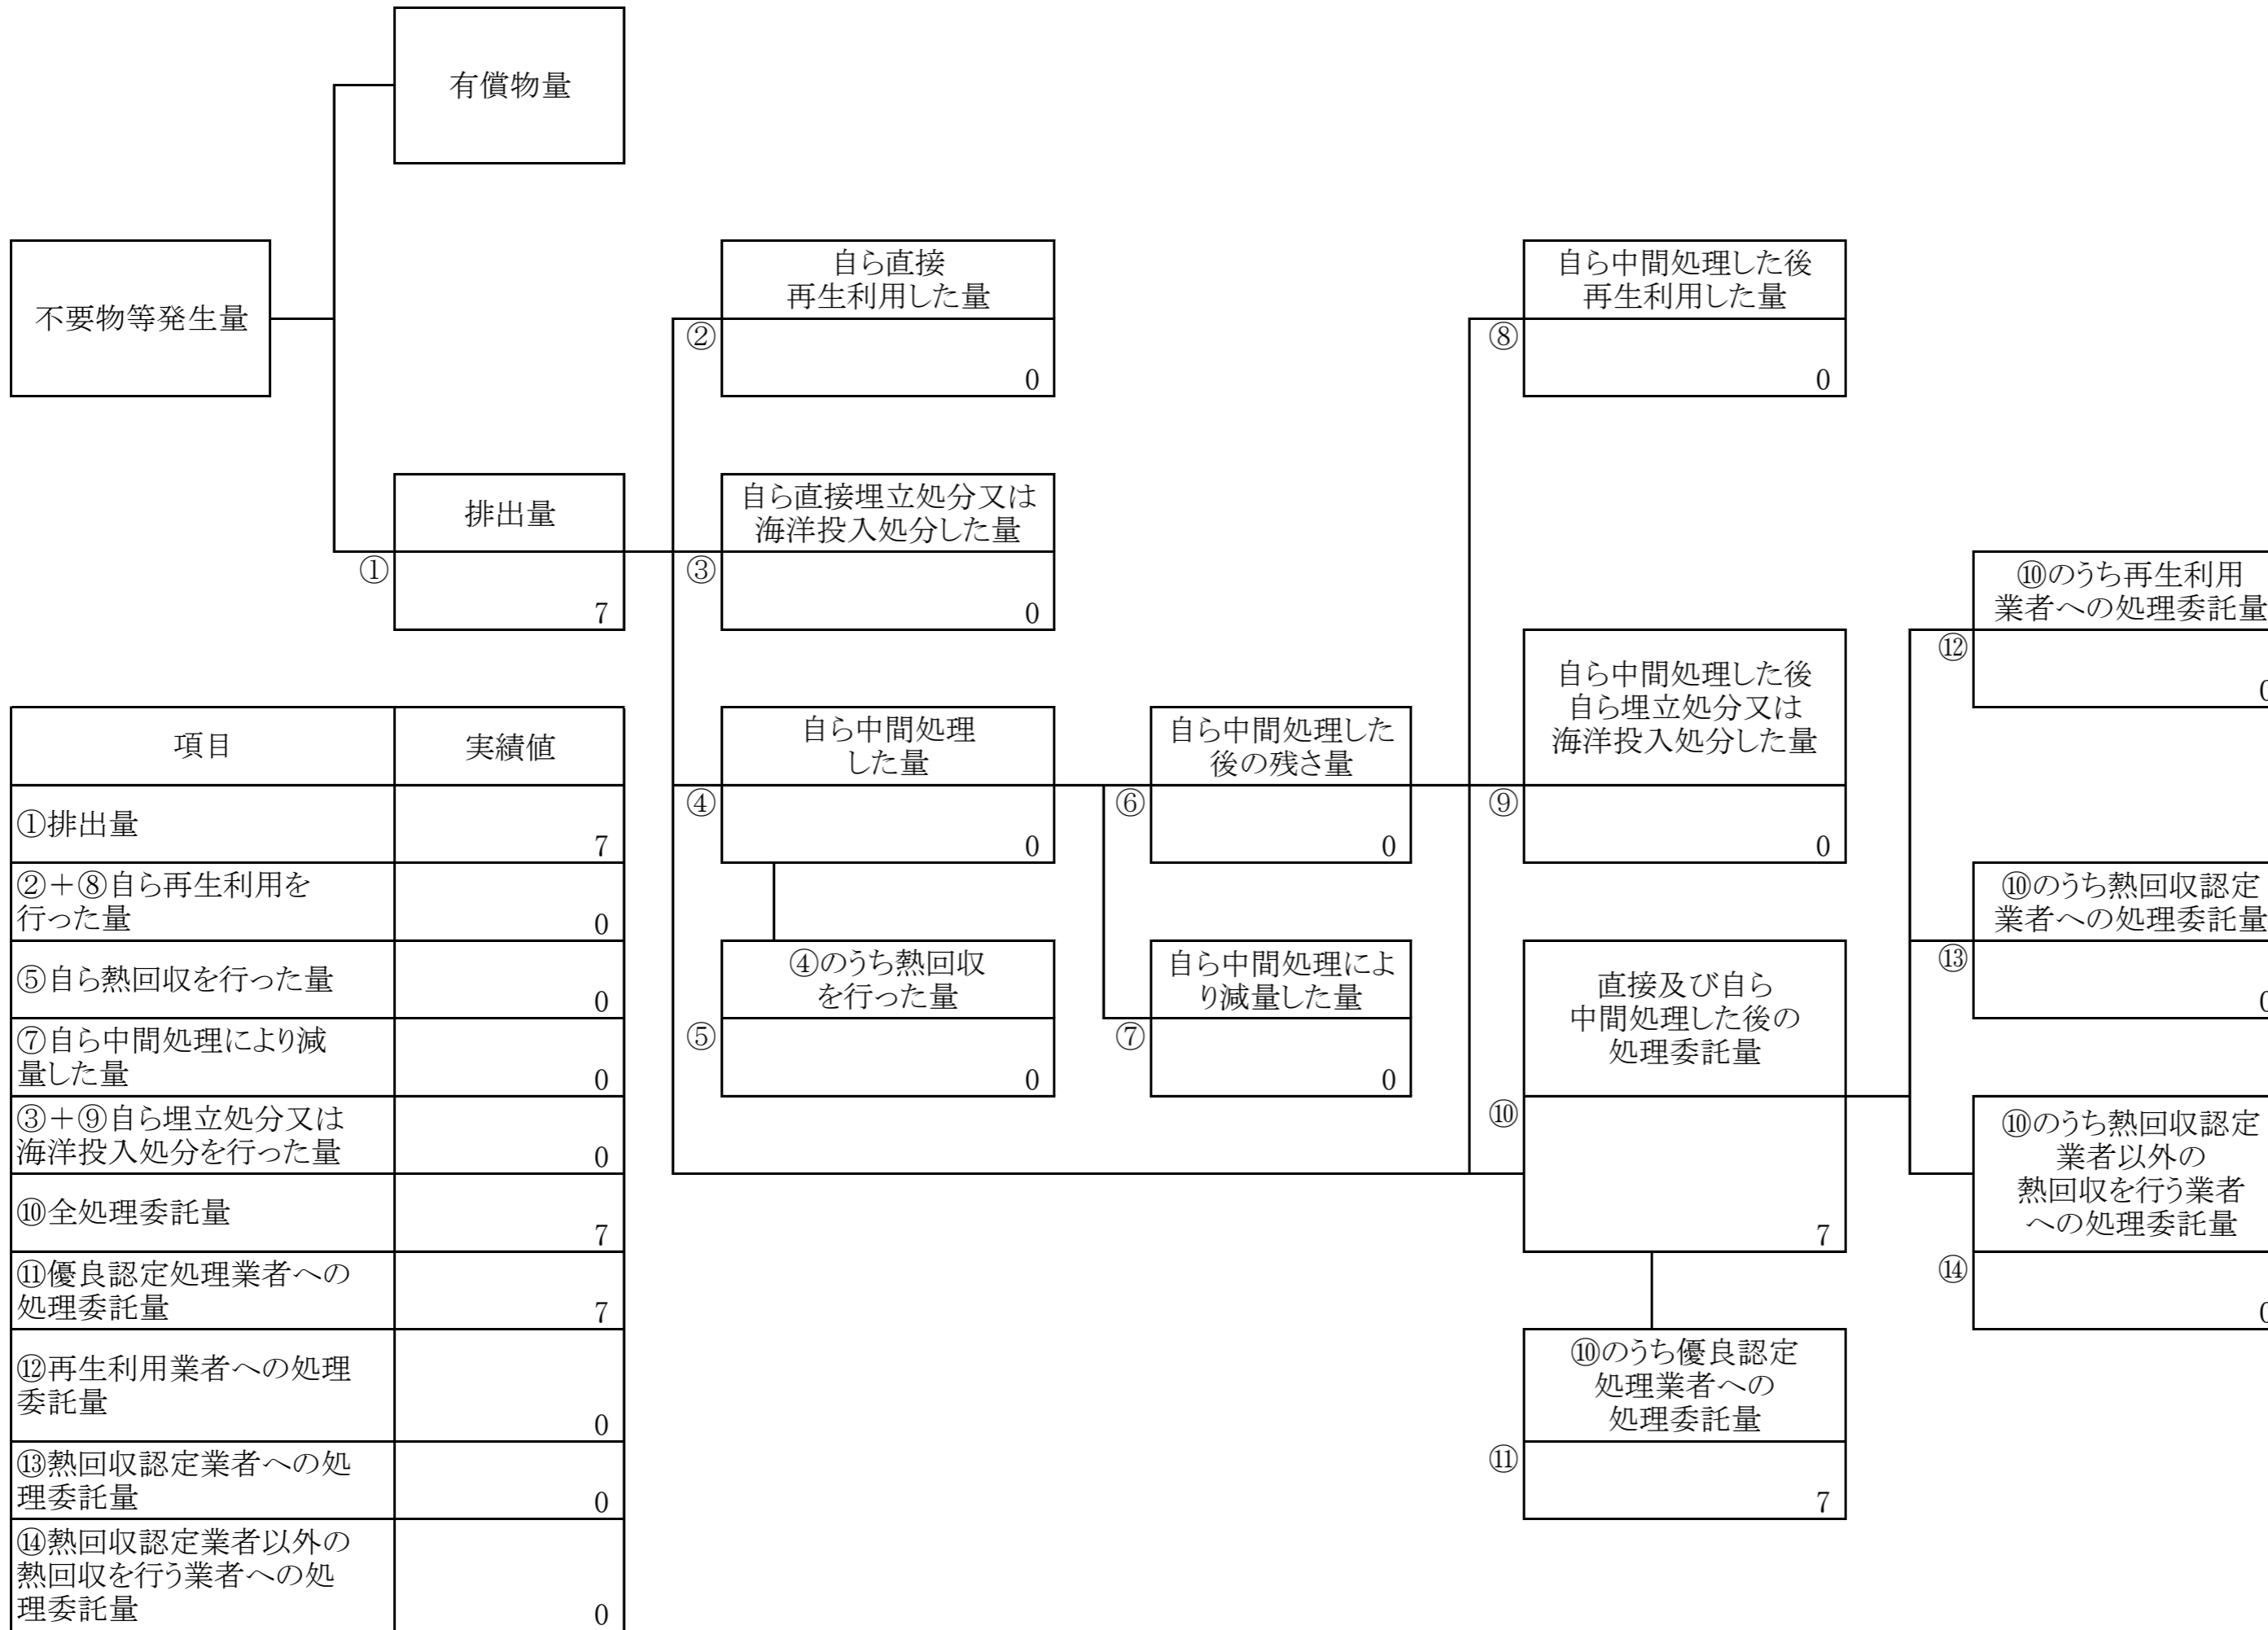 有償物量
不要物等発生量
自ら直接
再生利用した量
②
0
自ら中間処理した後
再生利用した量
⑧
0
排出量
①
7
自ら直接埋立処分又は
海洋投入処分した量
③
0
⑩のうち再生利用
業者への処理委託量
⑫
0
自ら中間処理
した量
④
0
自ら中間処理した
後の残さ量
⑥
0
自ら中間処理した後
自ら埋立処分又は
海洋投入処分した量
⑨
0
⑩のうち熱回収認定
業者への処理委託量
⑬
0
④のうち熱回収
を行った量
⑤
0
自ら中間処理によ
り減量した量
⑦
0
直接及び自ら
中間処理した後の
処理委託量
⑩
7
⑩のうち熱回収認定
業者以外の
熱回収を行う業者
への処理委託量
⑭
0
⑩のうち優良認定
処理業者への
処理委託量
⑪
7
項目
実績値
①排出量
7
②+⑧自ら再生利用を
行った量
0
⑤自ら熱回収を行った量
0
⑦自ら中間処理により減
量した量
0
③+⑨自ら埋立処分又は
海洋投入処分を行った量
0
⑩全処理委託量
7
⑪優良認定処理業者への
処理委託量
7
⑫再生利用業者への処理
委託量
0
⑬熱回収認定業者への処
理委託量
0
⑭熱回収認定業者以外の
熱回収を行う業者への処
理委託量
0